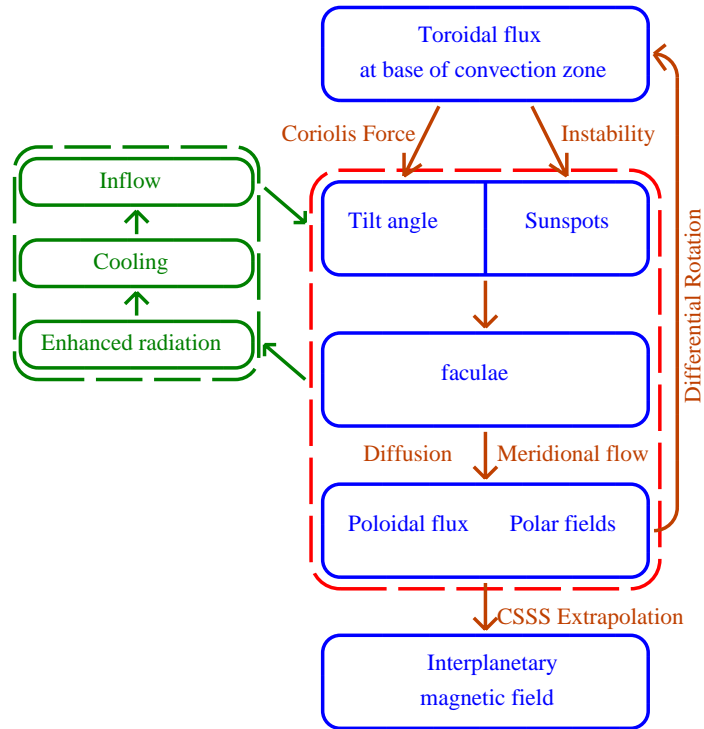 Toroidal flux
at base of convection zone
Coriolis Force
Instability
Inflow
Tilt angle
Sunspots
Cooling
Differential Rotation
Enhanced radiation
faculae
Diffusion
Meridional flow
Poloidal flux
Polar fields
CSSS Extrapolation
Interplanetary
magnetic field